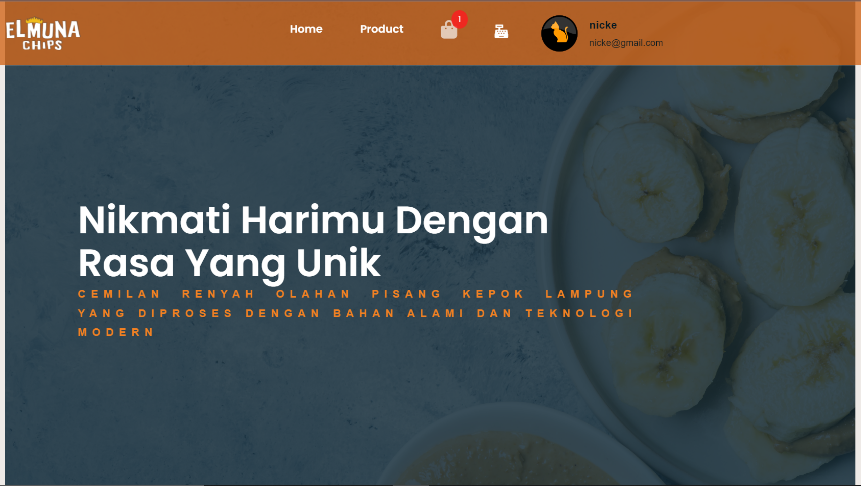 ELMUNA
CHIPS
Home
Product
1
nicke
nicke@gmail.com
Nikmati Harimu Dengan
Rasa Yang Unik
CEMILAN RENYAH OLAHAN PISANG KEPOK LAMPUNG
YANG DIPROSES DENGAN BAHAN ALAMI DAN TEKNOLOGI
MODERN